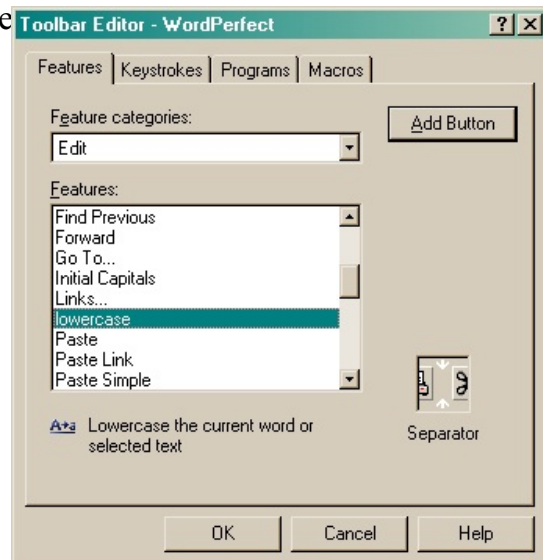 e
Toolbar Editor - WordPerfect
Features Keystrokes Programs Macros
Feature categories:
Add Button
Edit
Features:
Find Previous
Forward
Go To...
Initial Capitals
Links...
lowercase
Paste
Paste Link
Paste Simple
A→a Lowercase the current word or
selected text
Separator
OK Cancel Help